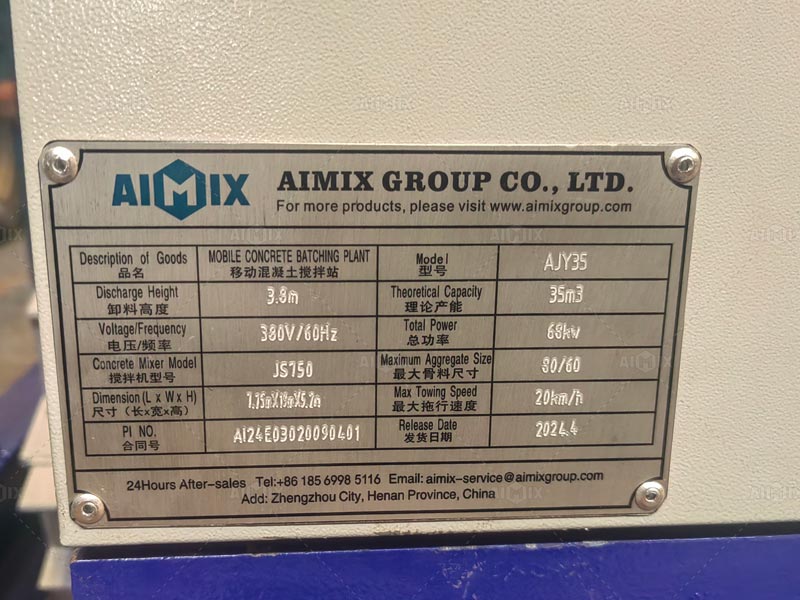 AIMIX AIMIX GROUP CO., LTD.
For more products, please visit www.aimixgroup.com
Description of Goods MOBILE CONCRETE BATCHING PLANT Model AJY35
品名 移动混凝土搅拌站 型号
Discharge Height 3.8m Theoretical Capacity 35m3
卸料高度 理论产能
Voltage/Frequency 380V/60Hz Total Power 68kw
电压/频率 总功率
Concrete Mixer Model JS750 Maximum Aggregate Size 80/60
搅拌机型号 最大骨料尺寸
Dimension(L x W x H) Max Towing Speed 20km/h
尺寸（长x宽x高） 最大拖行速度
PI NO. AI24E03020090401 Release Date 2024.4
合同号 发货日期
24Hours After-sales Tel:+86 185 6998 5116 Email: aimix-service@aimixgroup.com
Add: Zhengzhou City, Henan Province, China